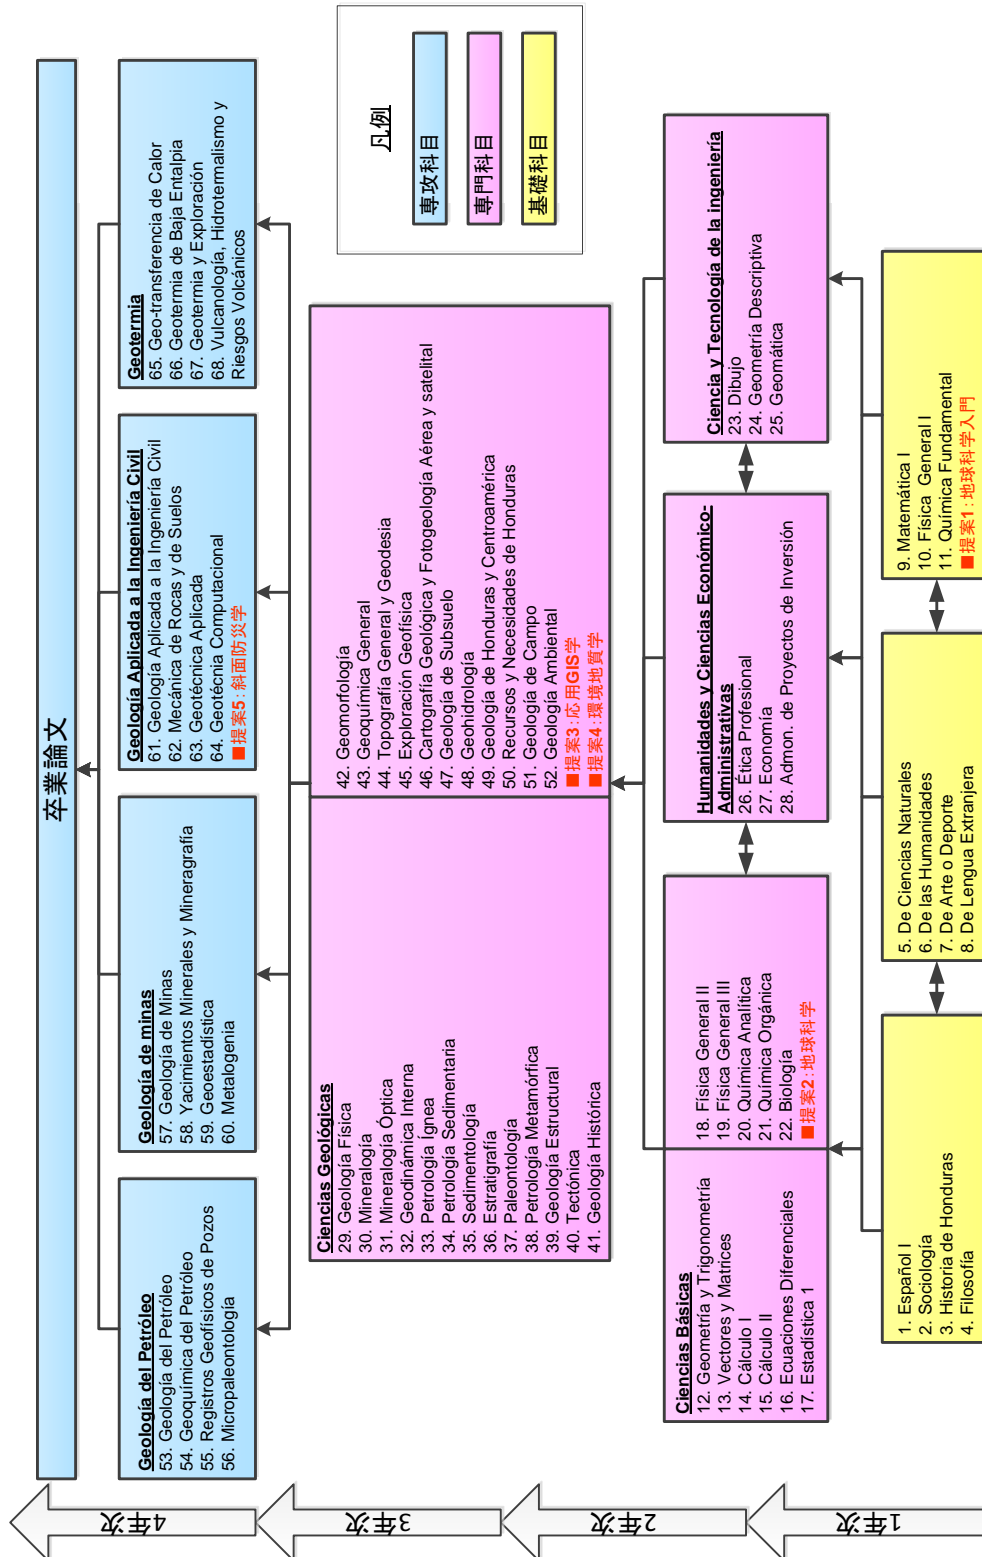 卒業論文
Geología del Petróleo
53. Geología del Petróleo
54. Geoquímica del Petróleo
55. Registros Geofísicos de Pozos
56. Micropaleontología
Geología de minas
57. Geología de Minas
58. Yacimientos Minerales y Mineragrafía
59. Geoestadística
60. Metalogenia
Geología Aplicada a la Ingeniería Civil
61. Geología Aplicada a la Ingeniería Civil
62. Mecánica de Rocas y de Suelos
63. Geotécnica Aplicada
64. Geotécnia Computacional
■提案5：斜面防災学
Geotermia
65. Geo-transferencia de Calor
66. Geotermia de Baja Entalpia
67. Geotermia y Exploración
68. Vulcanología, Hidrotermalismo y
Riesgos Volcánicos
凡例
専攻科目
専門科目
基礎科目
Ciencias Geológicas
29. Geología Física
30. Mineralogía
31. Mineralogía Óptica
32. Geodinámica Interna
33. Petrología Ígnea
34. Petrología Sedimentaria
35. Sedimentología
36. Estratigrafía
37. Paleontología
38. Petrología Metamórfica
39. Geología Estructural
40. Tectónica
41. Geología Histórica
42. Geomorfología
43. Geoquímica General
44. Topografía General y Geodesia
45. Exploración Geofísica
46. Cartografía Geológica y Fotogeología Aérea y satelital
47. Geología de Subsuelo
48. Geohidrología
49. Geología de Honduras y Centroamérica
50. Recursos y Necesidades de Honduras
51. Geología de Campo
52. Geología Ambiental
■提案3：応用GIS学
■提案4：環境地質学
Ciencias Básicas
12. Geometría y Trigonometría
13. Vectores y Matrices
14. Cálculo I
15. Cálculo II
16. Ecuaciones Diferenciales
17. Estadística 1
18. Física General II
19. Física General III
20. Química Analítica
21. Química Orgánica
22. Biología
■提案2：地球科学
Humanidades y Ciencias Económico-
Administrativas
26. Ética Profesional
27. Economía
28. Admon. de Proyectos de Inversión
Ciencia y Tecnología de la ingeniería
23. Dibujo
24. Geometría Descriptiva
25. Geomática
1. Español I
2. Sociología
3. Historia de Honduras
4. Filosofía
5. De Ciencias Naturales
6. De las Humanidades
7. De Arte o Deporte
8. De Lengua Extranjera
9. Matemática I
10. Física General I
11. Química Fundamental
■提案1：地球科学入門
4年次
3年次
2年次
1年次